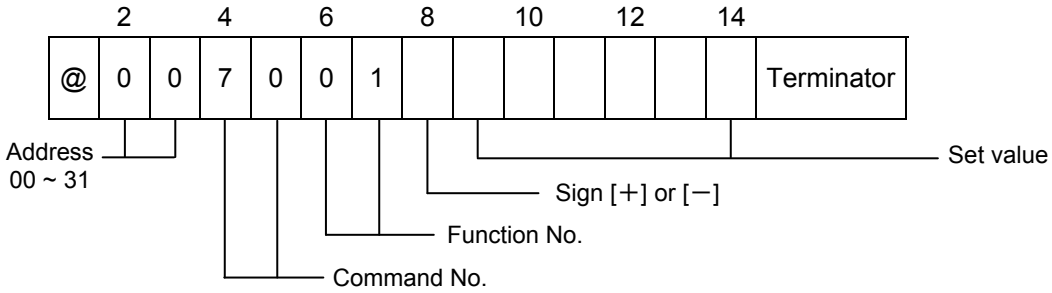 2 4 6 8 10 12 14
@ 0 0 7 0 0 1 Terminator
Address
00 ~ 31
Set value
Sign [＋] or [－]
Function No.
Command No.